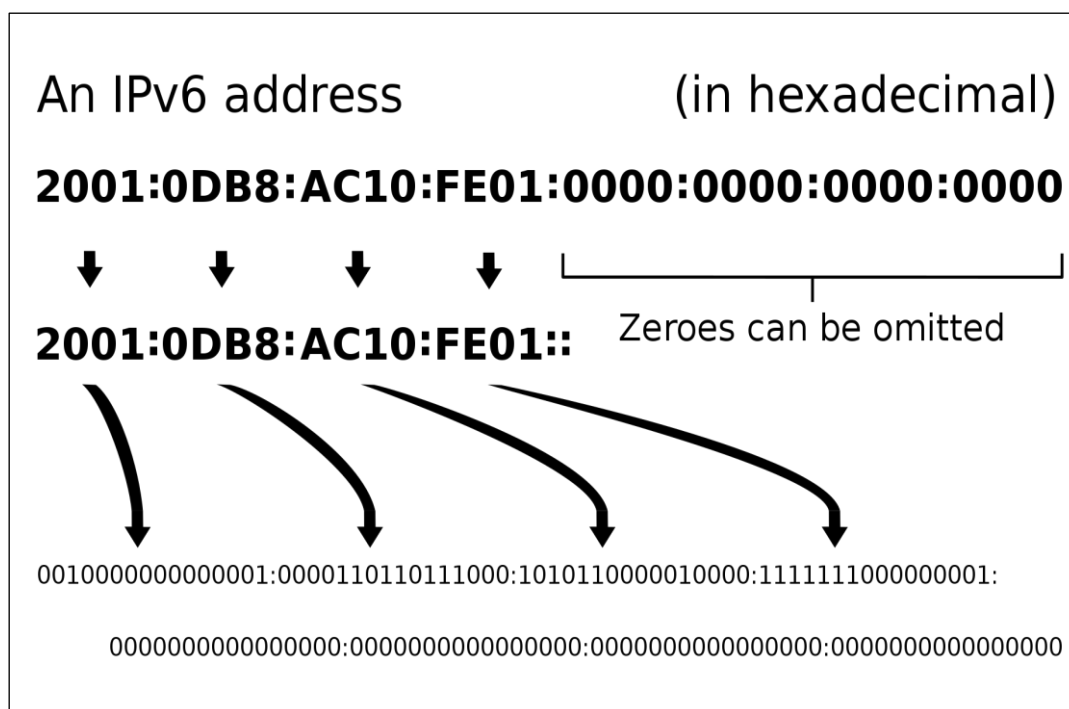 An IPv6 address (in hexadecimal)
2001:0DB8:AC10:FE01:0000:0000:0000:0000
Zeroes can be omitted
2001:0DB8:AC10:FE01::
0010000000000001:0000110110111000:1010110000010000:1111111000000001:
0000000000000000:0000000000000000:0000000000000000:0000000000000000